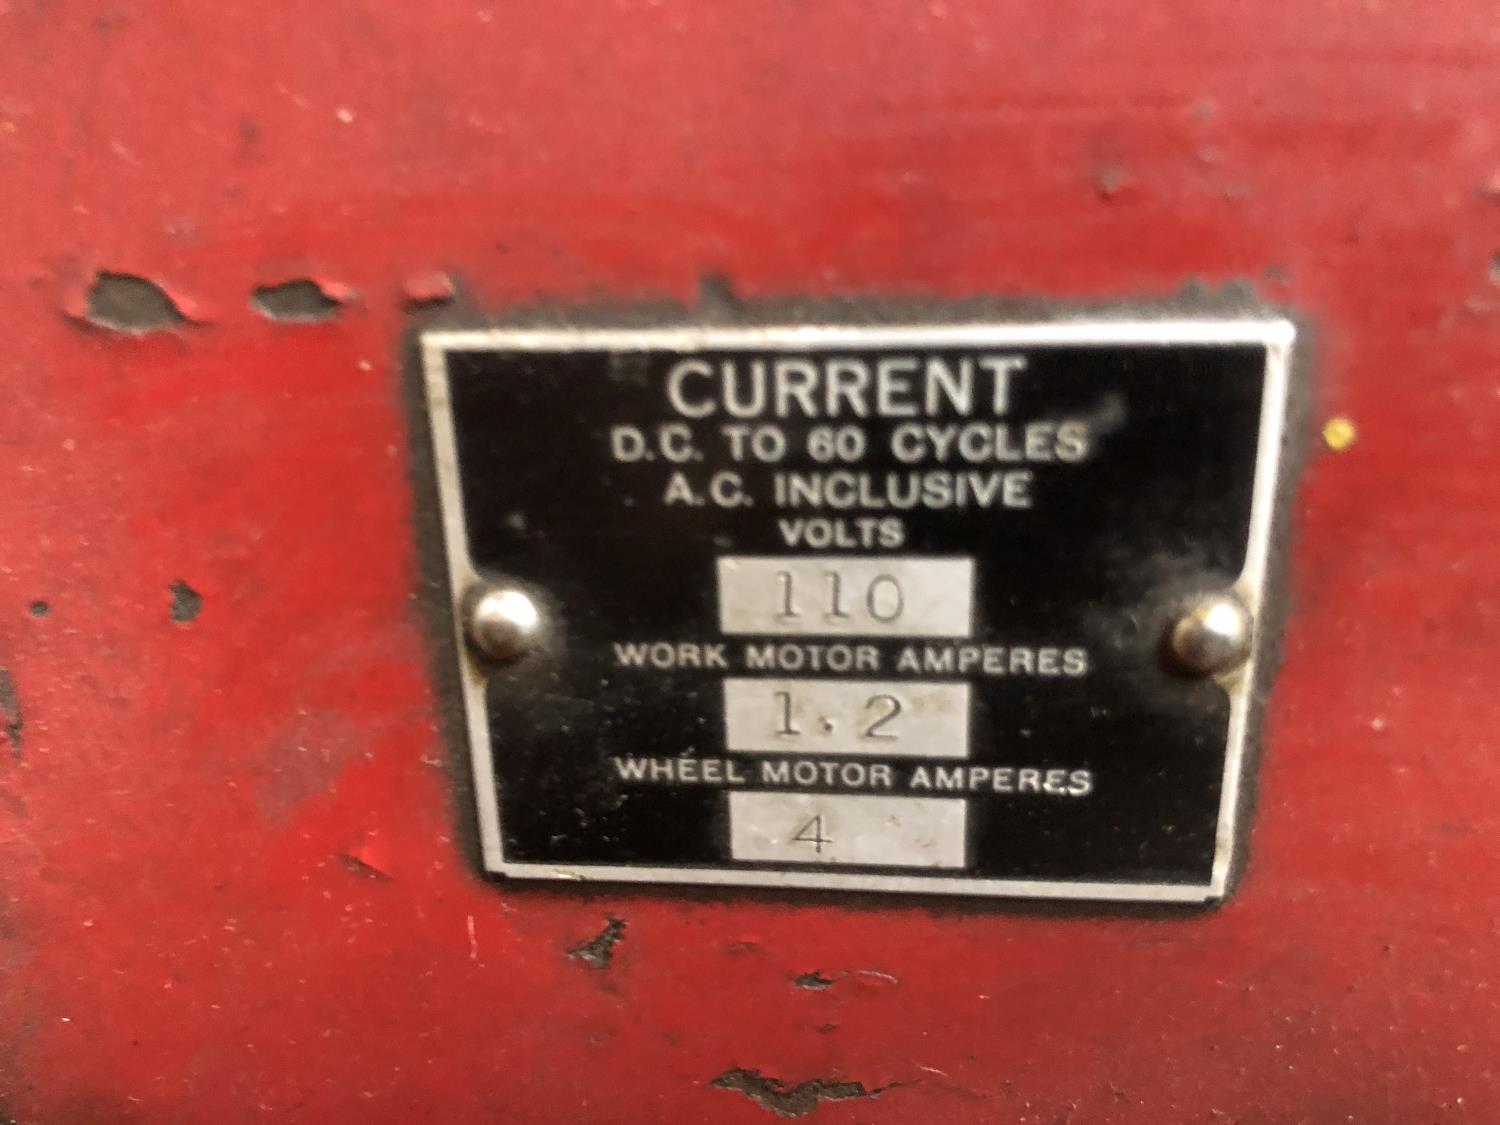 CURRENT
D.C. TO 60 CYCLES
A.C. INCLUSIVE
VOLTS
110
WORK MOTOR AMPERES
1.2
WHEEL MOTOR AMPERES
4